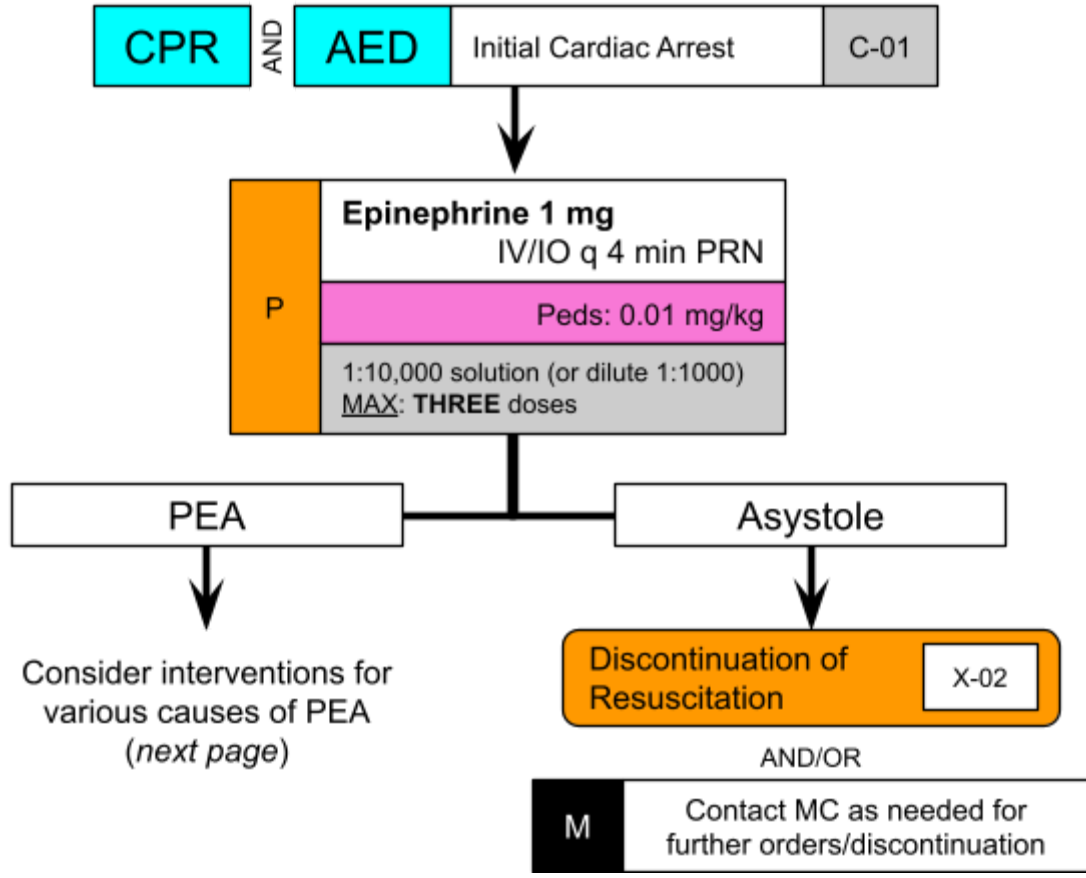 CPR
AND
AED
Initial Cardiac Arrest
C-01
Epinephrine 1 mg
IV/IO q 4 min PRN
P
Peds: 0.01 mg/kg
1:10,000 solution (or dilute 1:1000)
MAX: THREE doses
PEA
Asystole
Consider interventions for
various causes of PEA
(next page)
Discontinuation of
Resuscitation
X-02
AND/OR
M
Contact MC as needed for
further orders/discontinuation